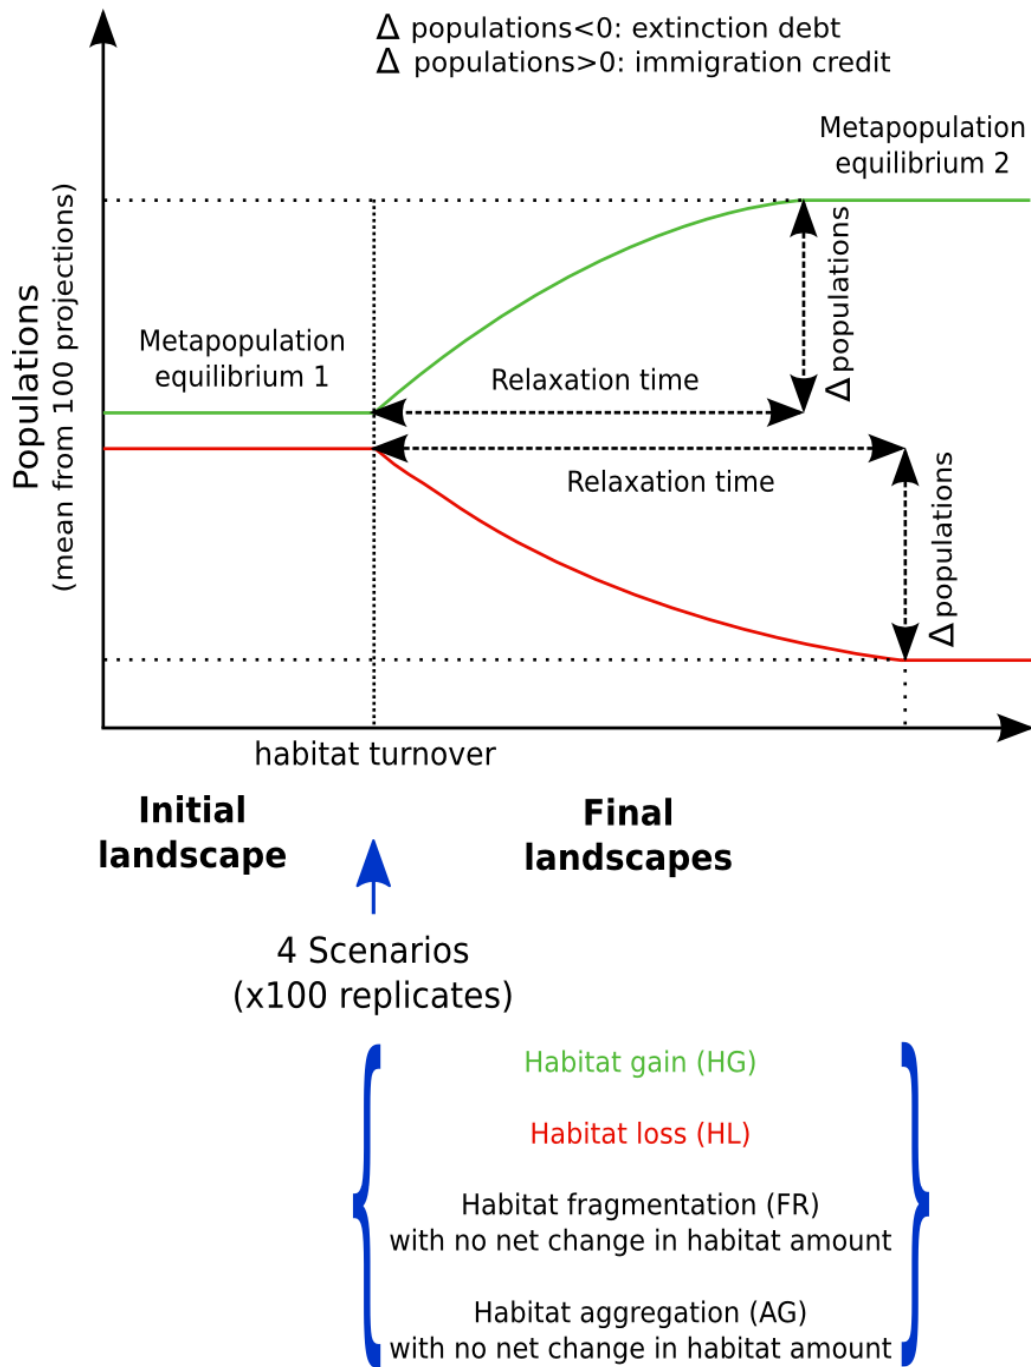 Δ populations<0: extinction debt
Δ populations>0: immigration credit
Metapopulation
equilibrium 2
Δ populations
Populations
(mean from 100 projections)
Metapopulation
equilibrium 1
Relaxation time
Relaxation time
Δ populations
habitat turnover
Initial
landscape
Final
landscapes
4 Scenarios
(x100 replicates)
Habitat gain (HG)
Habitat loss (HL)
Habitat fragmentation (FR)
with no net change in habitat amount
Habitat aggregation (AG)
with no net change in habitat amount